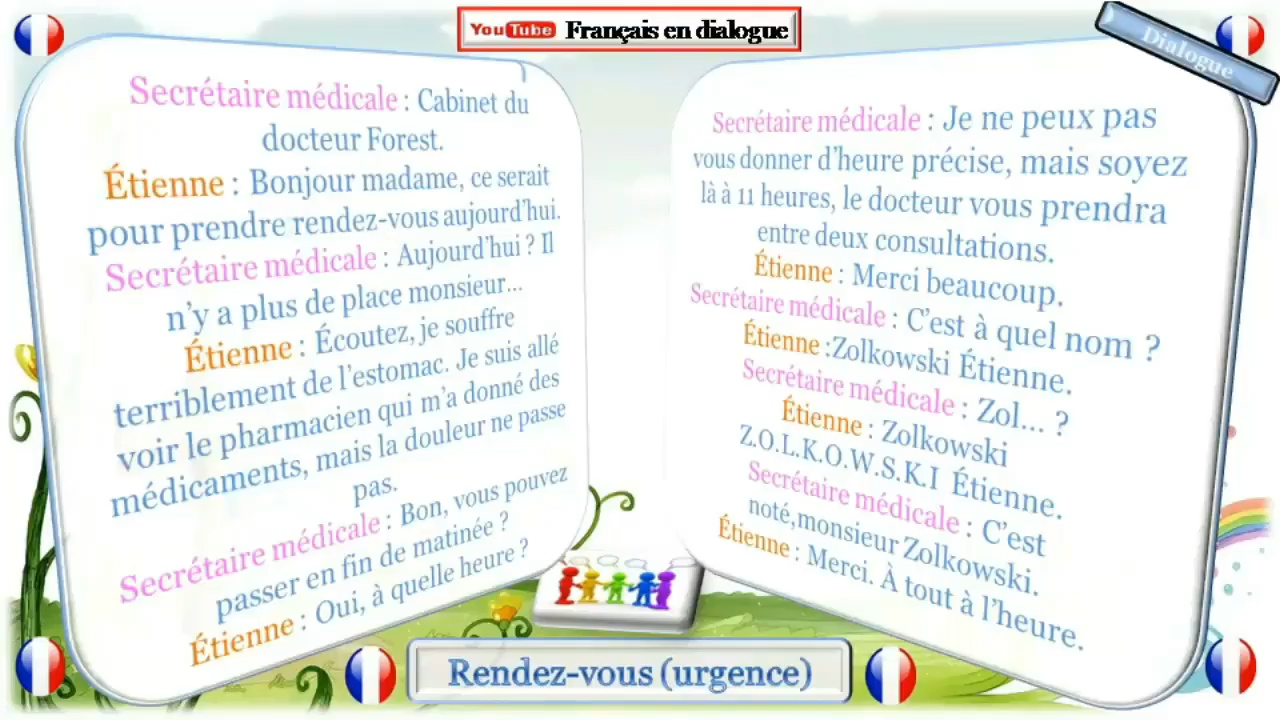 YouTube Français en dialogue
Dialogue
Secrétaire médicale : Cabinet du
docteur Forest.
Étienne : Bonjour madame, ce serait
pour prendre rendez-vous aujourd'hui.
Secrétaire médicale : Aujourd'hui ? Il
n'y a plus de place monsieur...
Étienne : Écoutez, je souffre
terriblement de l'estomac. Je suis allé
voir le pharmacien qui m'a donné des
médicaments, mais la douleur ne passe
pas.
Secrétaire médicale : Bon, vous pouvez
passer en fin de matinée ?
Étienne : Oui, à quelle heure ?
Secrétaire médicale : Je ne peux pas
vous donner d'heure précise, mais soyez
là à 11 heures, le docteur vous prendra
entre deux consultations.
Étienne : Merci beaucoup.
Secrétaire médicale : C'est à quel nom ?
Étienne :Zolkowski Étienne.
Secrétaire médicale : Zol... ?
Étienne : Zolkowski
Z.O.L.K.O.W.S.K.I Étienne.
Secrétaire médicale : C'est
noté,monsieur Zolkowski.
Étienne : Merci. À tout à l'heure.
Rendez-vous (urgence)